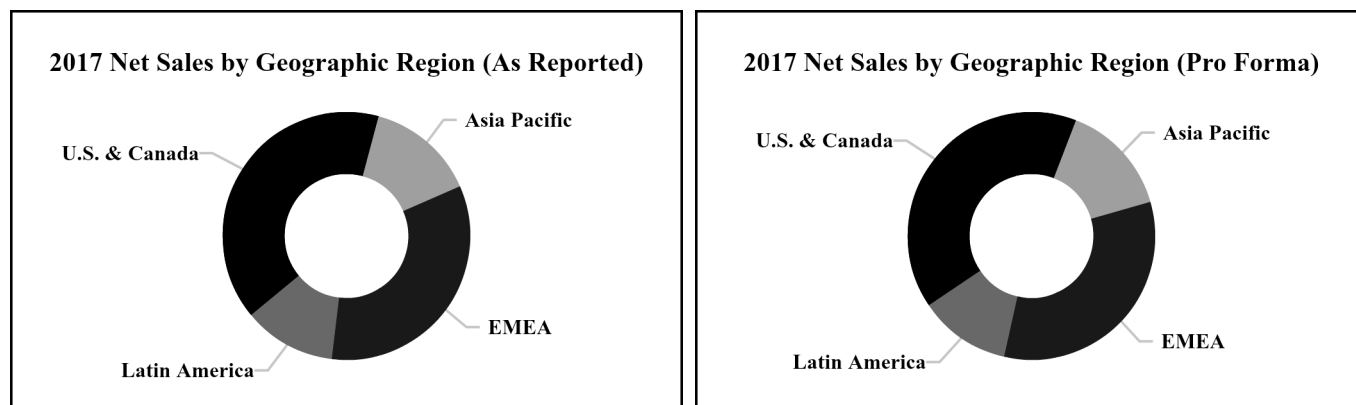 2017 Net Sales by Geographic Region (As Reported)
Asia Pacific
U.S. & Canada
EMEA
Latin America
2017 Net Sales by Geographic Region (Pro Forma)
Asia Pacific
U.S. & Canada
EMEA
Latin America